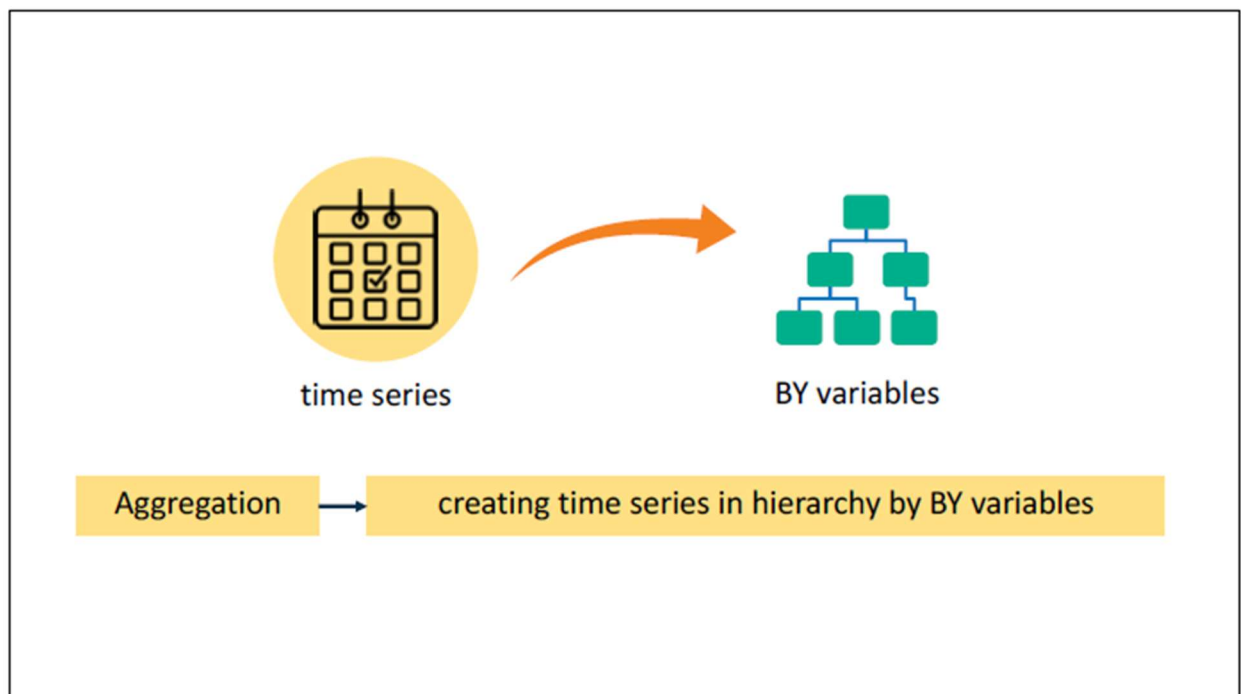 time series
BY variables
Aggregation
creating time series in hierarchy by BY variables